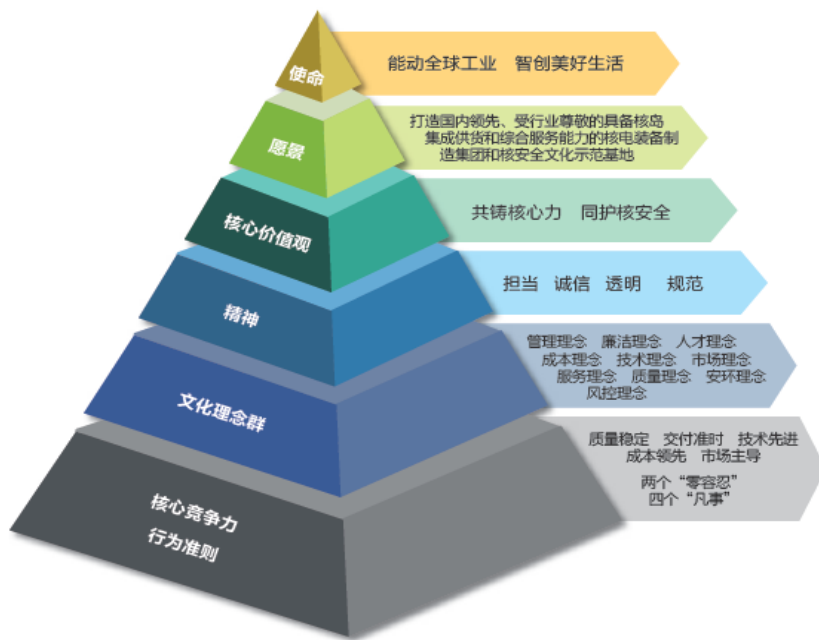 使命
能动全球工业 智创美好生活
愿景
打造国内领先、受行业尊敬的具备核岛
集成供货和综合服务能力的核电装备制
造集团和核安全文化示范基地
核心价值观
共铸核心力 同护核安全
精神
担当 诚信 透明 规范
文化理念群
管理理念 廉洁理念 人才理念
成本理念 技术理念 市场理念
服务理念 质量理念 安环理念
风控理念
核心竞争力
行为准则
质量稳定 交付准时 技术先进
成本领先 市场主导
两个“零容忍”
四个“凡事”